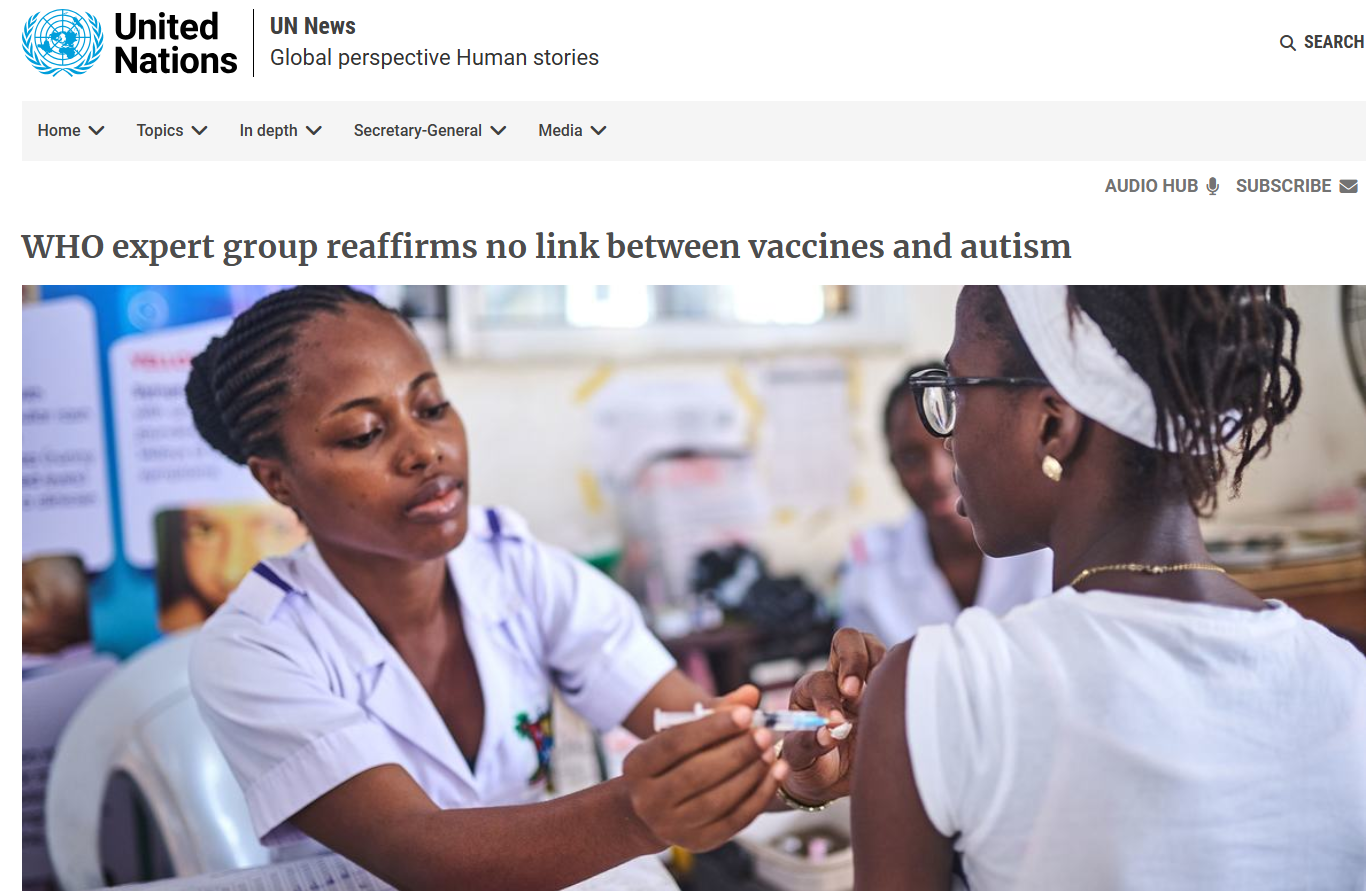 United
Nations
UN News
Global perspective Human stories
SEARCH
Home
Topics
In depth
Secretary-General
Media
AUDIO HUB
SUBSCRIBE
WHO expert group reaffirms no link between vaccines and autism